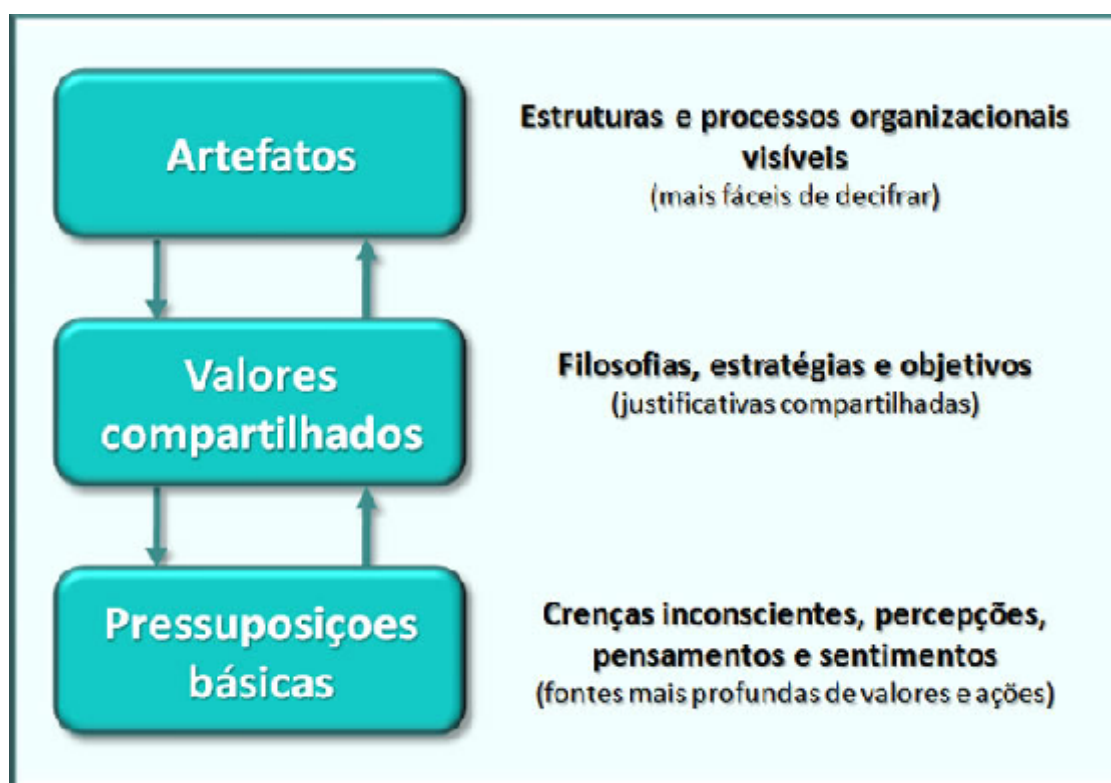 Artefatos
Estruturas e processos organizacionais
visíveis
(mais fáceis de decifrar)
Valores
compartilhados
Filosofias, estratégias e objetivos
(justificativas compartilhadas)
Pressuposiçoes
básicas
Crenças inconscientes, percepções,
pensamentos e sentimentos
(fontes mais profundas de valores e ações)